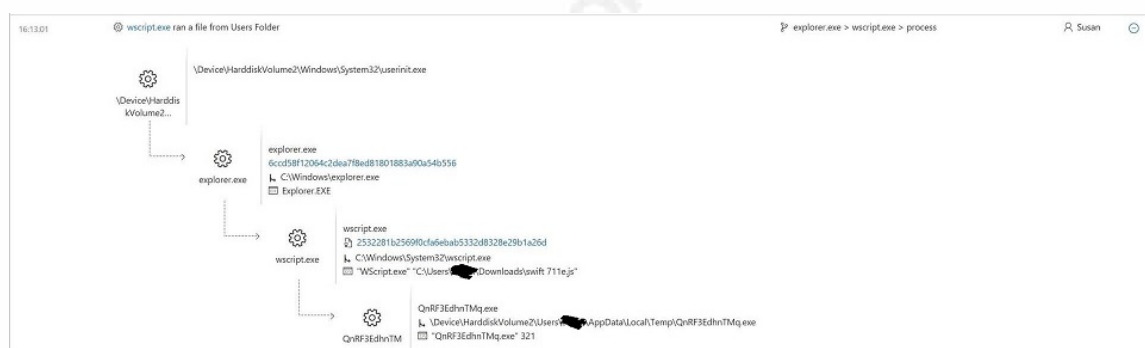 16:13:01
wscript.exe ran a file from Users Folder
explorer.exe > wscript.exe > process
Susan
\Device\HarddiskVolume2\Windows\System32\userinit.exe
\Device\Harddis
kVolume2...
explorer.exe
6ccd58f12064c2dea7f8ed81801883a90a54b556
C:\Windows\explorer.exe
Explorer.EXE
explorer.exe
wscript.exe
2532281b2569f0cfa6ebab5332d8328e29b1a26d
C:\Windows\System32\wscript.exe
"WScript.exe" "C:\Users\ \Downloads\swift 711e.js"
wscript.exe
QnRF3EdhnTMq.exe
\Device\HarddiskVolume2\Users\ \AppData\Local\Temp\QnRF3EdhnTMq.exe
"QnRF3EdhnTMq.exe" 321
QnRF3EdhnTM